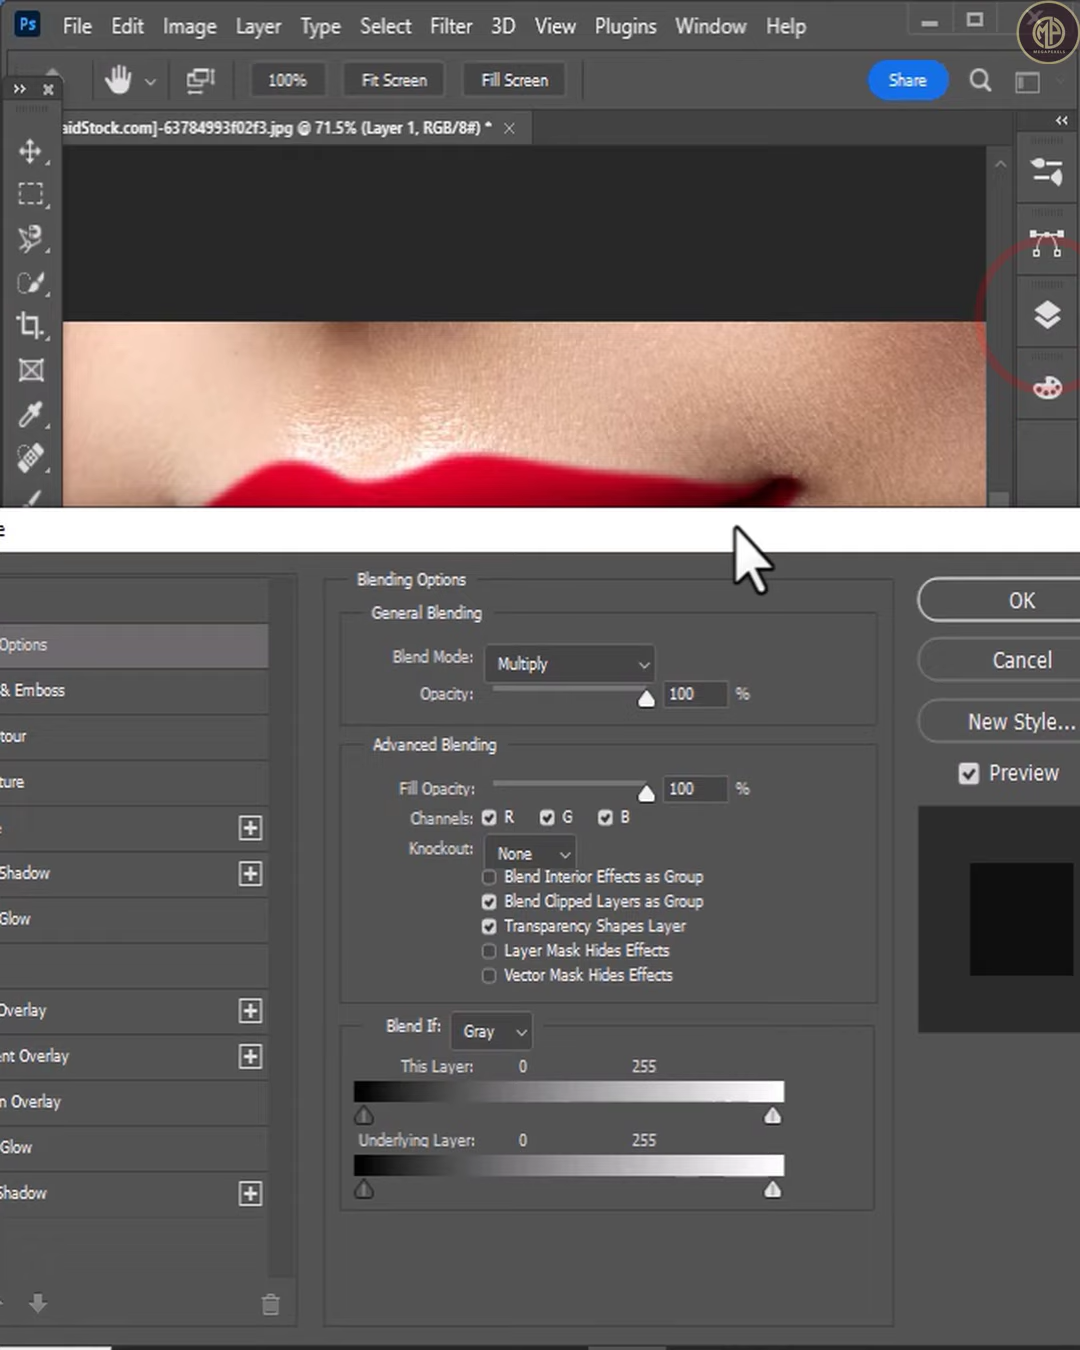 Ps File Edit Image Layer Type Select Filter 3D View Plugins Window Help
MP
MEGAPIXELS
100% Fit Screen Fill Screen Share
aidStock.com]-63784993f02f3.jpg @ 71.5% (Layer 1, RGB/8#) *
e
Blending Options
General Blending
Blend Mode: Multiply
Opacity: 100 %
Advanced Blending
Fill Opacity: 100 %
Channels: R G B
Knockout: None
Blend Interior Effects as Group
Blend Clipped Layers as Group
Transparency Shapes Layer
Layer Mask Hides Effects
Vector Mask Hides Effects
Blend If: Gray
This Layer: 0 255
Underlying Layer: 0 255
Options
& Emboss
tour
ture
e
Shadow
Glow
Overlay
ent Overlay
n Overlay
Glow
Shadow
OK
Cancel
New Style...
Preview